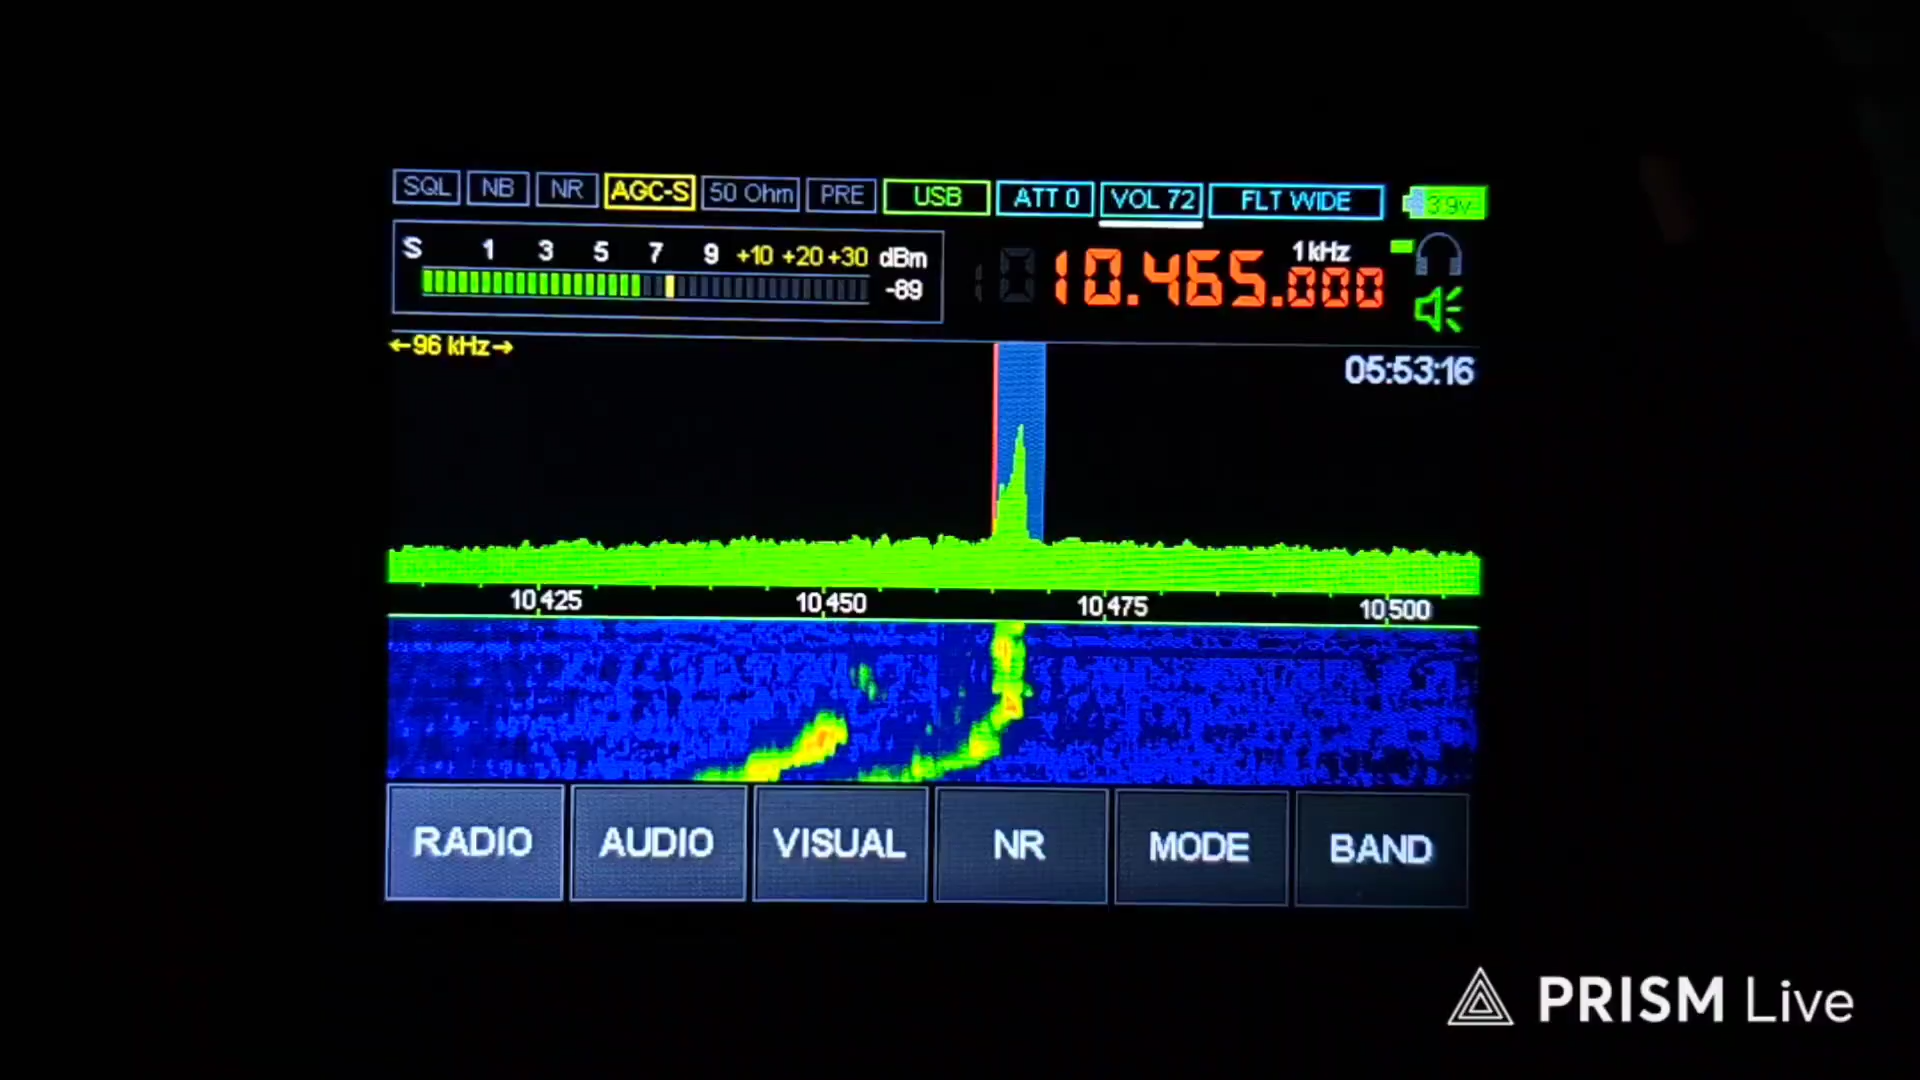 SQL NB NR AGC-S 50 Ohm PRE USB ATT 0 VOL 72 FLT WIDE 3.9v
S 1 3 5 7 9 +10 +20 +30 dBm
-89
1 kHz
10.465.000
←96 kHz→
05:53:16
10,425 10,450 10,475 10,500
RADIO AUDIO VISUAL NR MODE BAND
PRISM Live